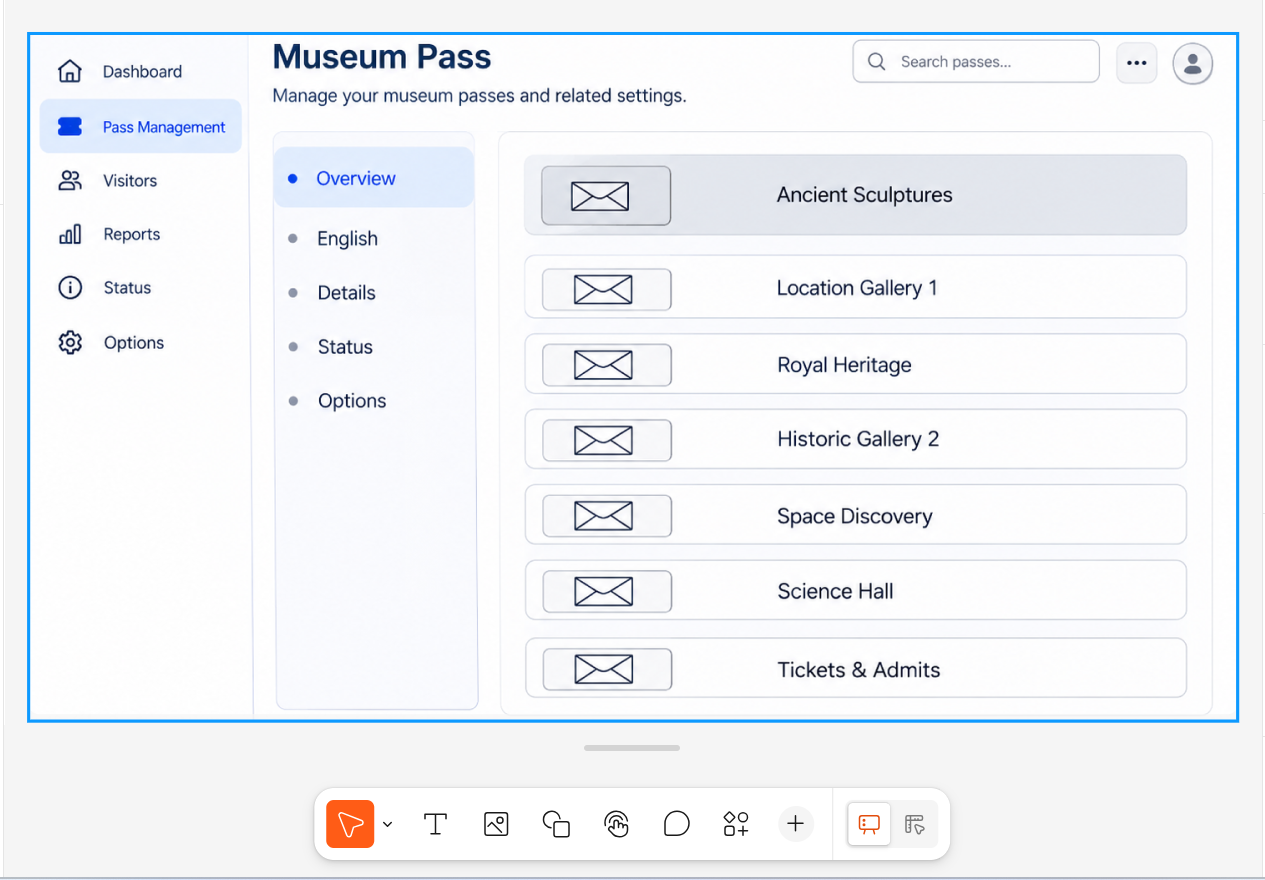 Dashboard
Pass Management
Visitors
Reports
Status
Options
Museum Pass
Manage your museum passes and related settings.
Search passes...
Overview
English
Details
Status
Options
Ancient Sculptures
Location Gallery 1
Royal Heritage
Historic Gallery 2
Space Discovery
Science Hall
Tickets & Admits